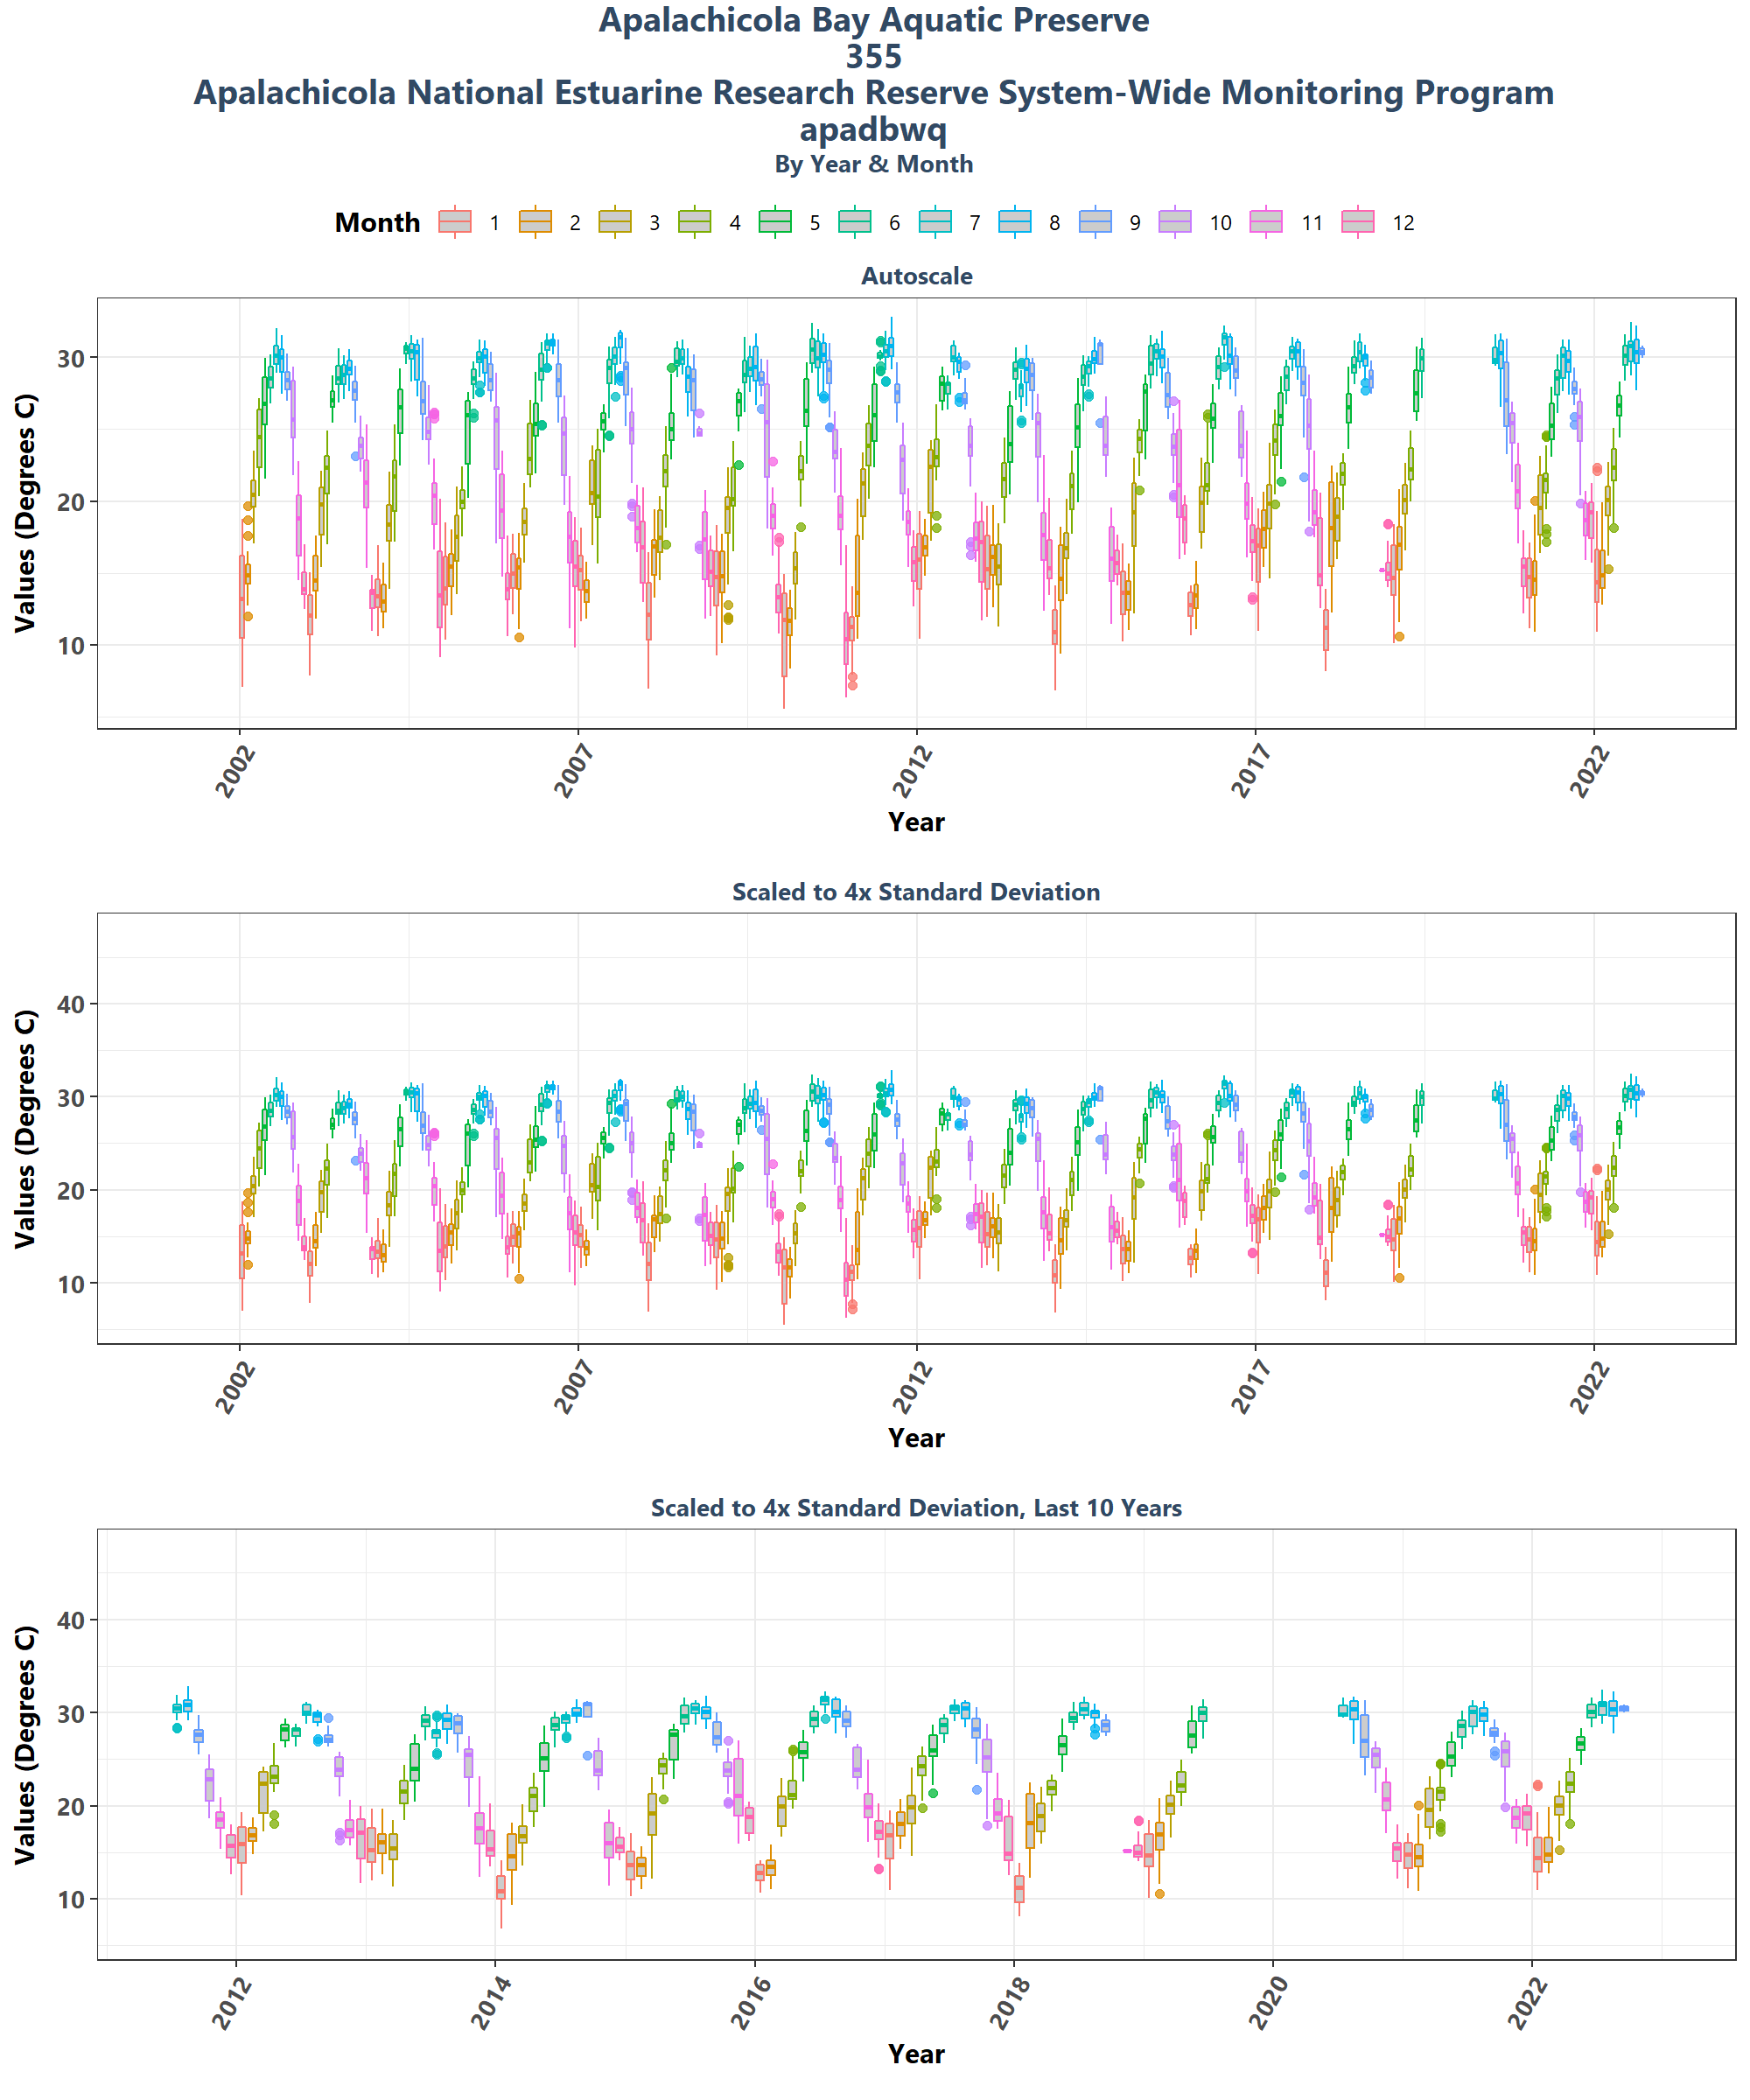 Apalachicola Bay Aquatic Preserve
355
Apalachicola National Estuarine Research Reserve System-Wide Monitoring Program
apadbwq
By Year & Month
Month 1 2 3 4 5 6 7 8 9 10 11 12
Autoscale
Values (Degrees C)
30
20
10
2002 2007 2012 2017 2022
Year
Scaled to 4x Standard Deviation
Values (Degrees C)
40
30
20
10
2002 2007 2012 2017 2022
Year
Scaled to 4x Standard Deviation, Last 10 Years
Values (Degrees C)
40
30
20
10
2012 2014 2016 2018 2020 2022
Year